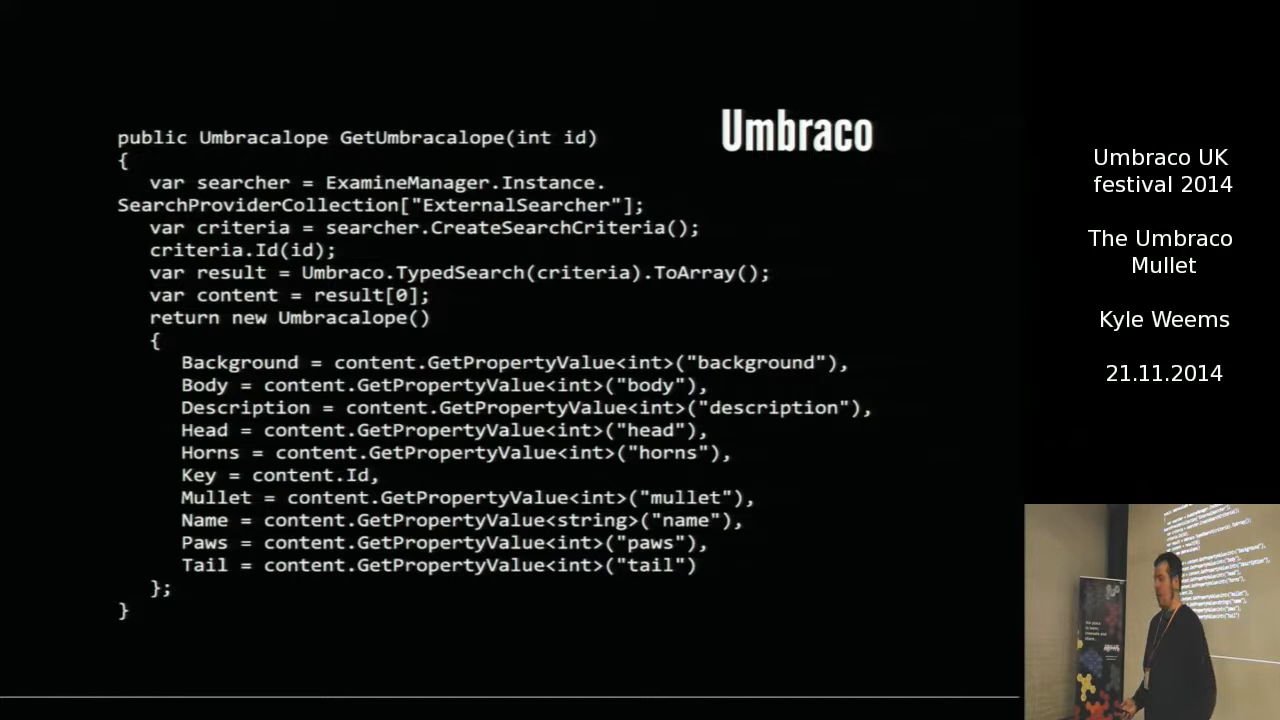 Umbraco
public Umbracalope GetUmbracalope(int id)
{
var searcher = ExamineManager.Instance.
SearchProviderCollection["ExternalSearcher"];
var criteria = searcher.CreateSearchCriteria();
criteria.Id(id);
var result = Umbraco.TypedSearch(criteria).ToArray();
var content = result[0];
return new Umbracalope()
{
Background = content.GetPropertyValue<int>("background"),
Body = content.GetPropertyValue<int>("body"),
Description = content.GetPropertyValue<int>("description"),
Head = content.GetPropertyValue<int>("head"),
Horns = content.GetPropertyValue<int>("horns"),
Key = content.Id,
Mullet = content.GetPropertyValue<int>("mullet"),
Name = content.GetPropertyValue<string>("name"),
Paws = content.GetPropertyValue<int>("paws"),
Tail = content.GetPropertyValue<int>("tail")
};
}
Umbraco UK
festival 2014
The Umbraco
Mullet
Kyle Weems
21.11.2014